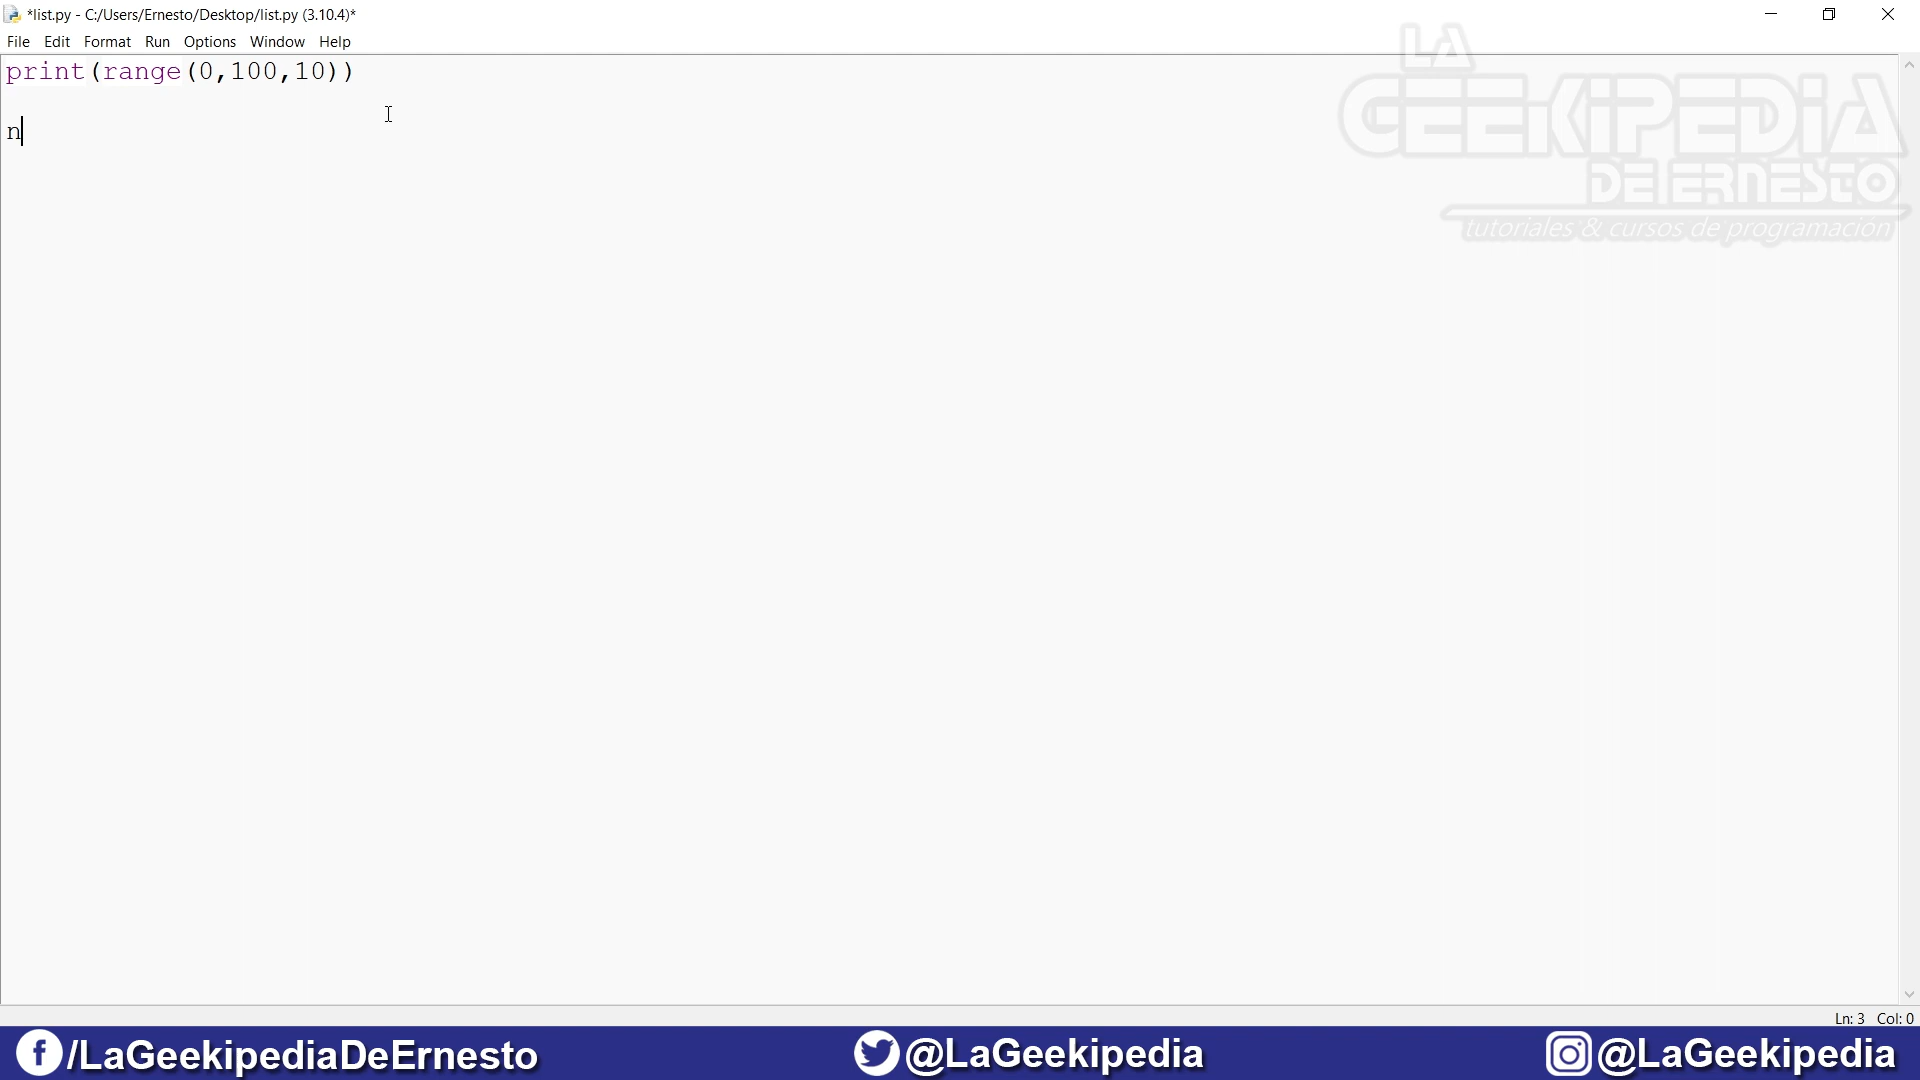 *list.py - C:/Users/Ernesto/Desktop/list.py (3.10.4)*
File Edit Format Run Options Window Help
print(range(0,100,10))
n
LA
GEEKIPEDIA
DE ERNESTO
tutoriales & cursos de programación
Ln: 3 Col: 0
/LaGeekipediaDeErnesto
@LaGeekipedia
@LaGeekipedia